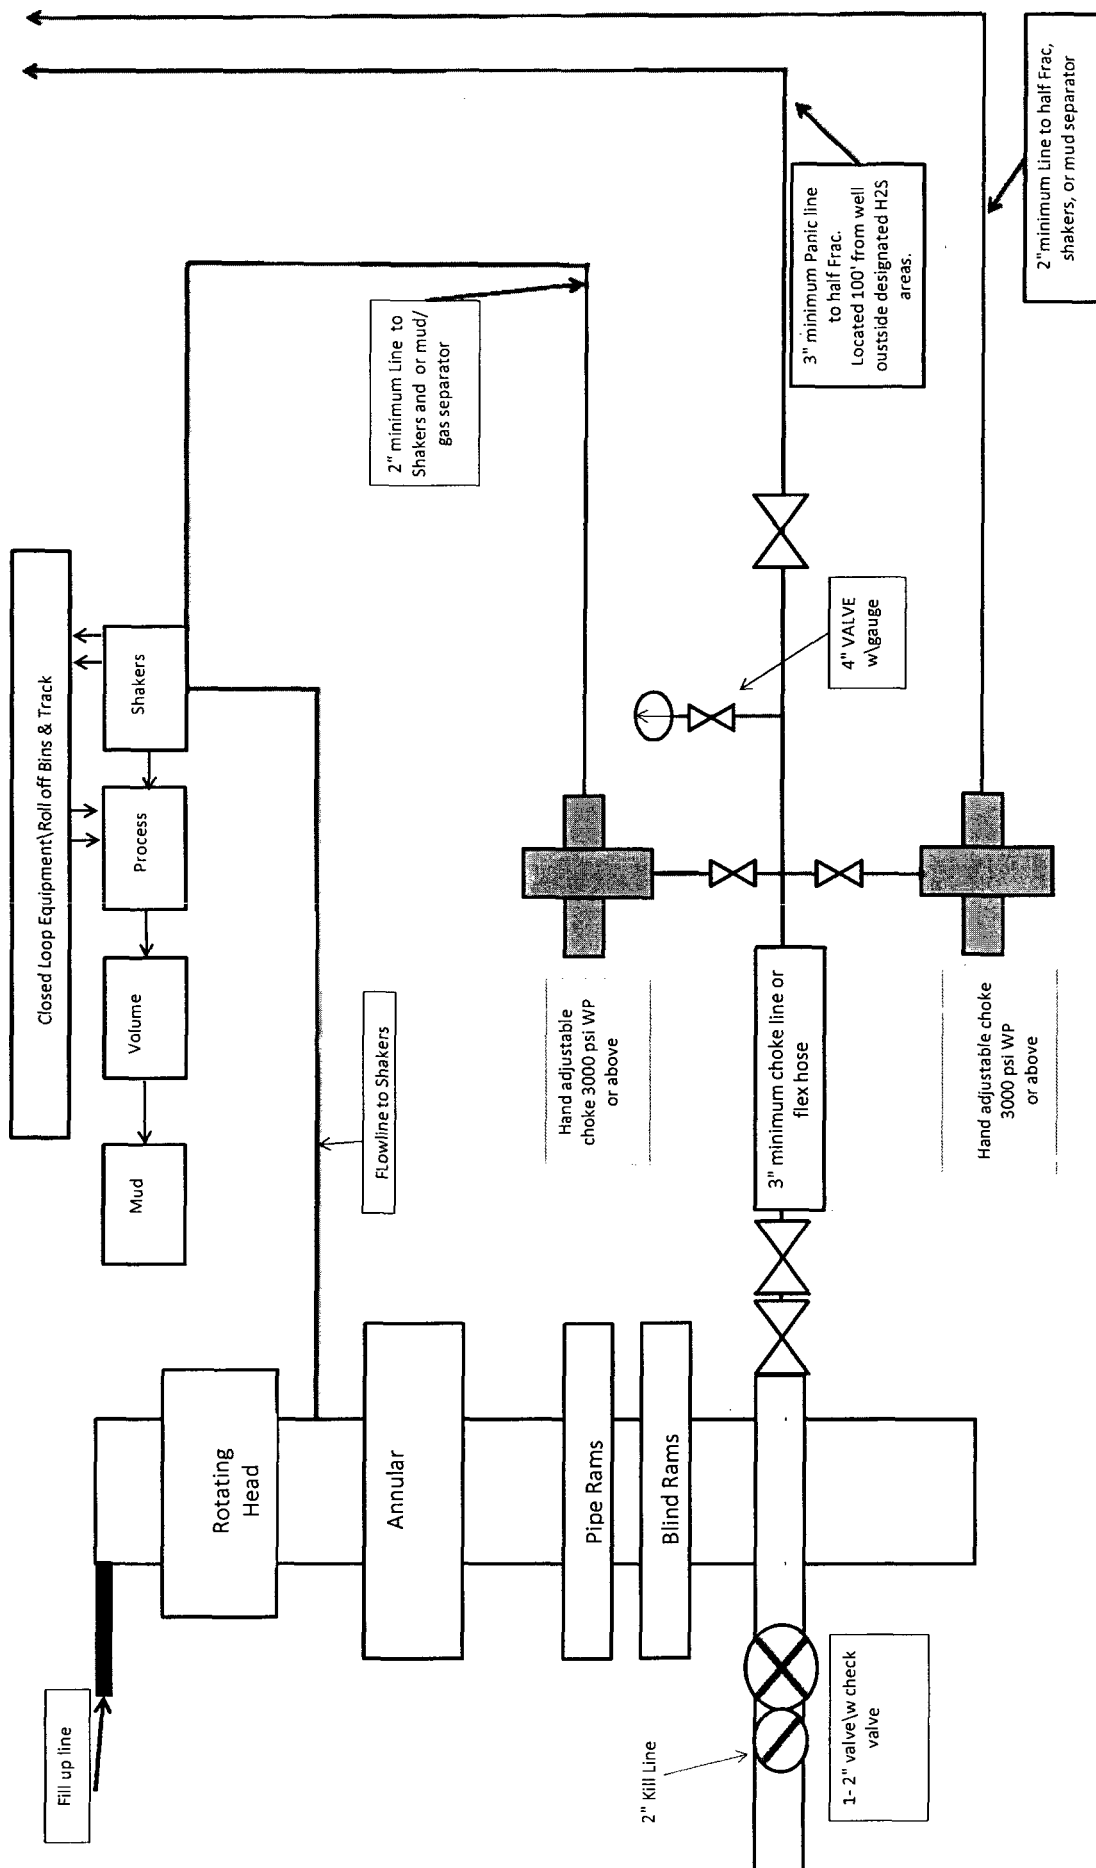 Fill up line
Rotating
Head
Annular
Pipe Rams
Blind Rams
2" Kill Line
1- 2" valve\w check
valve
Mud
Volume
Process
Shakers
Closed Loop Equipment\Roll off Bins & Track
FLowline to Shakers
Hand adjustable
choke 3000 psi WP
or above
3" minimum choke line or
flex hose
Hand adjustable choke
3000 psi WP
or above
4" VALVE
w\gauge
2" minimum Line to
Shakers and or mud/
gas separator
3" minimum Panic line
to half Frac.
Located 100' from well
oustside designated H2S
areas.
2"minimum Line to half Frac,
shakers, or mud separator